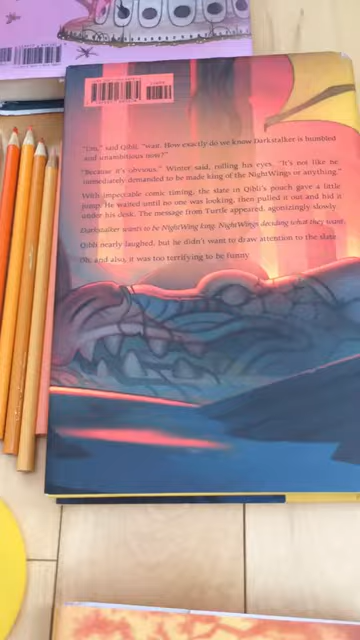 "Um," said Qibli, "wait. How exactly do we know Darkstalker is humbled
and unambitious now?"
"Because it's obvious," Winter said, rolling his eyes. "It's not like he
immediately demanded to be made king of the NightWings or anything."
With impeccable comic timing, the slate in Qibli's pouch gave a little
jump. He waited until no one was looking, then pulled it out and hid it
under his desk. The message from Turtle appeared, agonizingly slowly.
Darkstalker wants to be NightWing king. NightWings deciding what they want.
Qibli nearly laughed, but he didn't want to draw attention to the slate
Oh, and also, it was too terrifying to be funny.